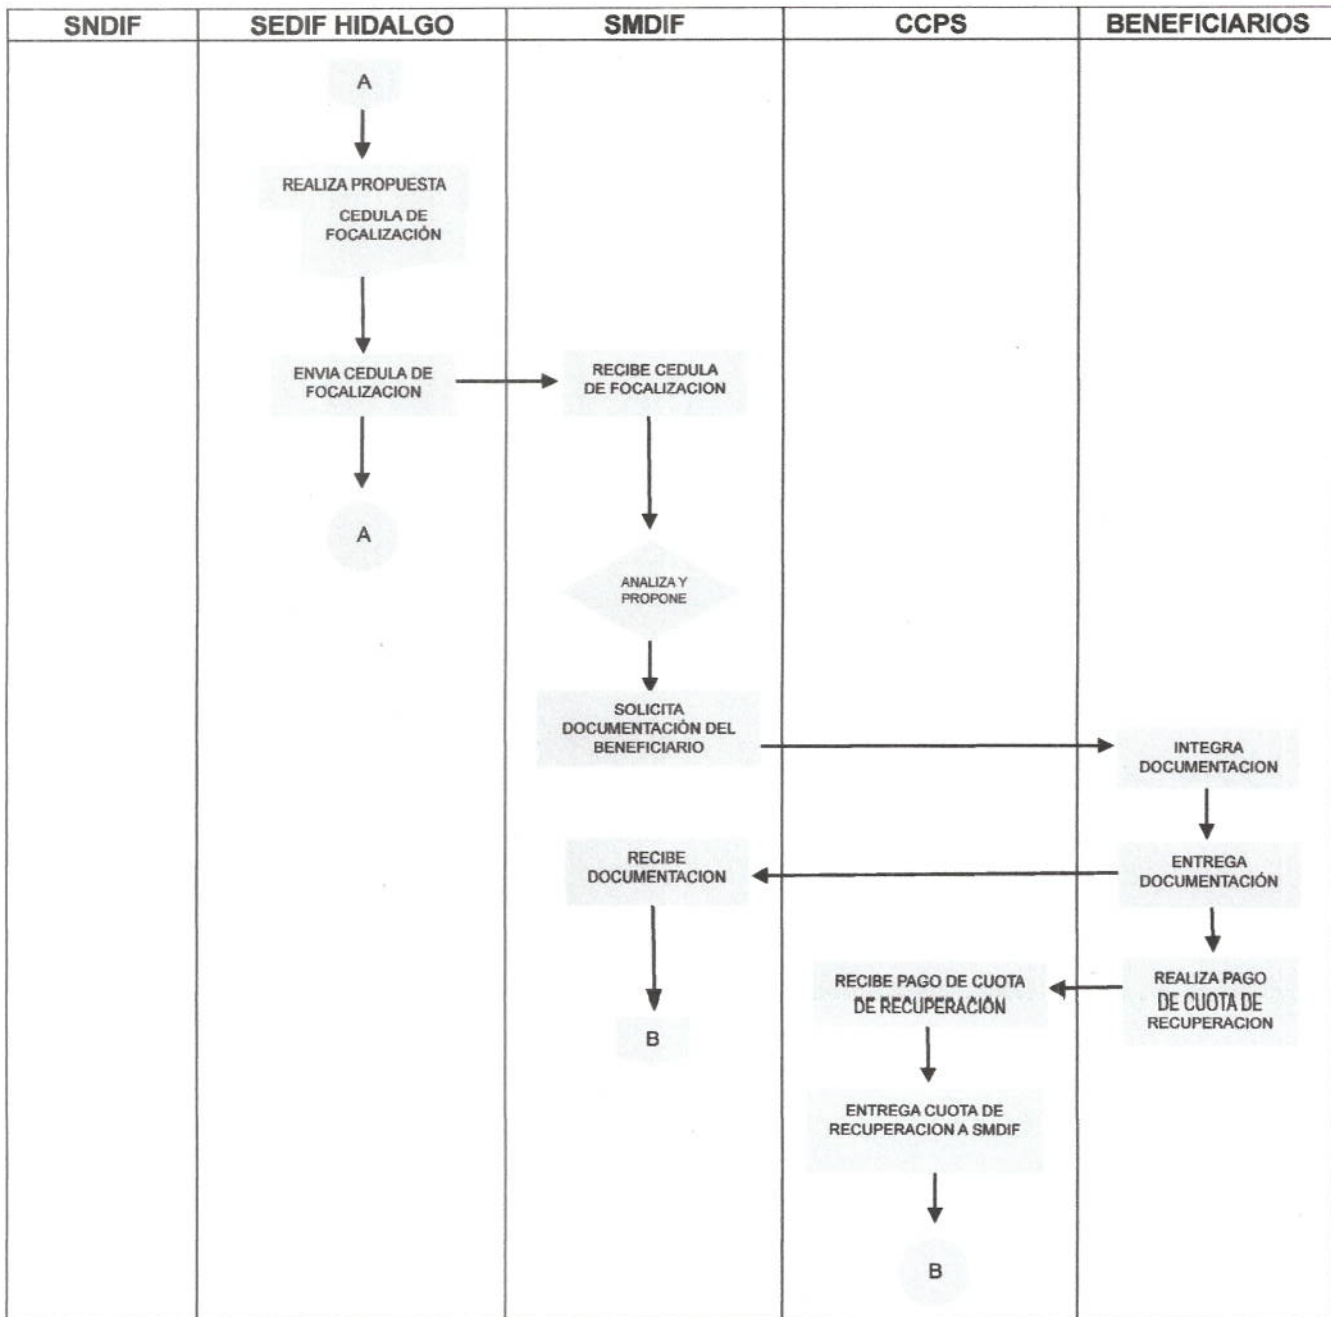 SNDIF
SEDIF HIDALGO
SMDIF
CCPS
BENEFICIARIOS
A
REALIZA PROPUESTA
CEDULA DE
FOCALIZACIÓN
ENVIA CEDULA DE
FOCALIZACION
RECIBE CEDULA
DE FOCALIZACION
A
ANALIZA Y
PROPONE
SOLICITA
DOCUMENTACIÓN DEL
BENEFICIARIO
INTEGRA
DOCUMENTACION
RECIBE
DOCUMENTACION
ENTREGA
DOCUMENTACIÓN
RECIBE PAGO DE CUOTA
DE RECUPERACIÓN
REALIZA PAGO
DE CUOTA DE
RECUPERACION
B
ENTREGA CUOTA DE
RECUPERACION A SMDIF
B